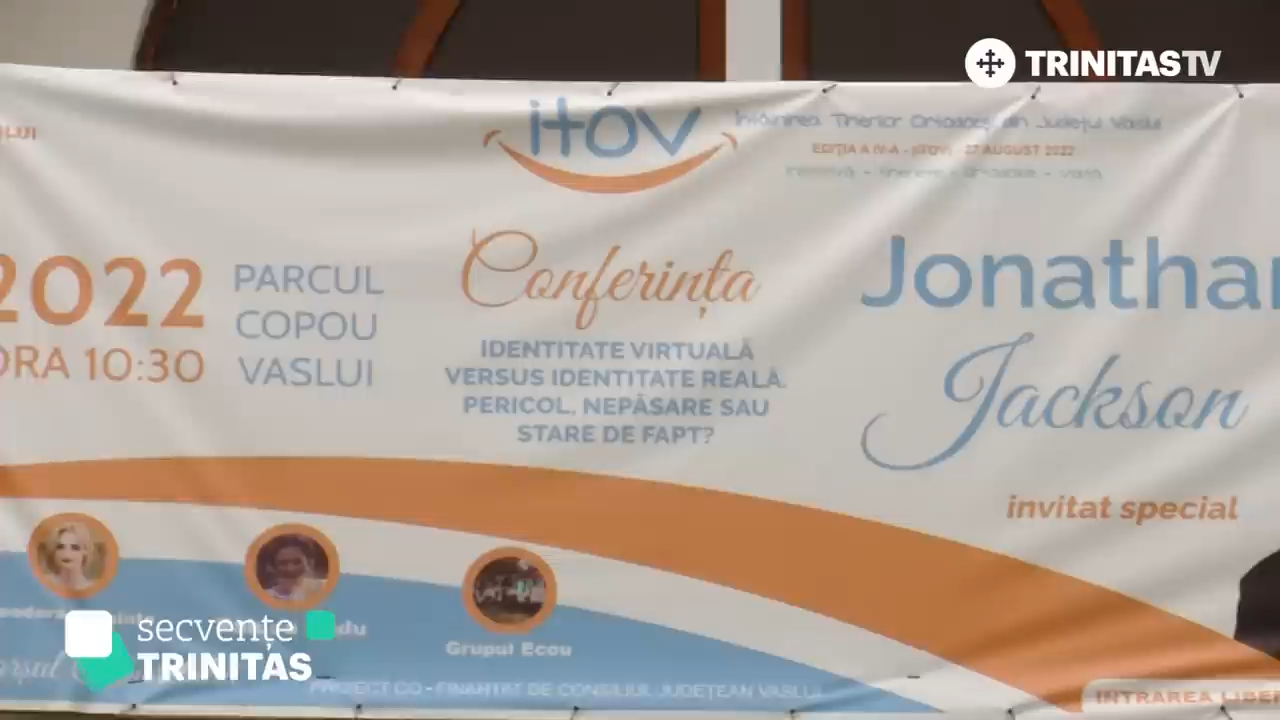 TRINITAS TV
itov
Întâlnirea Tinerilor Ortodocși din Județul Vaslui
EDIȚIA A IV-A - ITOV - 27 AUGUST 2022
2022
ORA 10:30
PARCUL
COPOU
VASLUI
Conferința
IDENTITATE VIRTUALĂ
VERSUS IDENTITATE REALĂ.
PERICOL, NEPĂSARE SAU
STARE DE FAPT?
Jonathan
Jackson
invitat special
Grupul Ecou
secvențe
TRINITAS
PROIECT CO-FINANȚAT DE CONSILIUL JUDEȚEAN VASLUI
INTRAREA LIBER